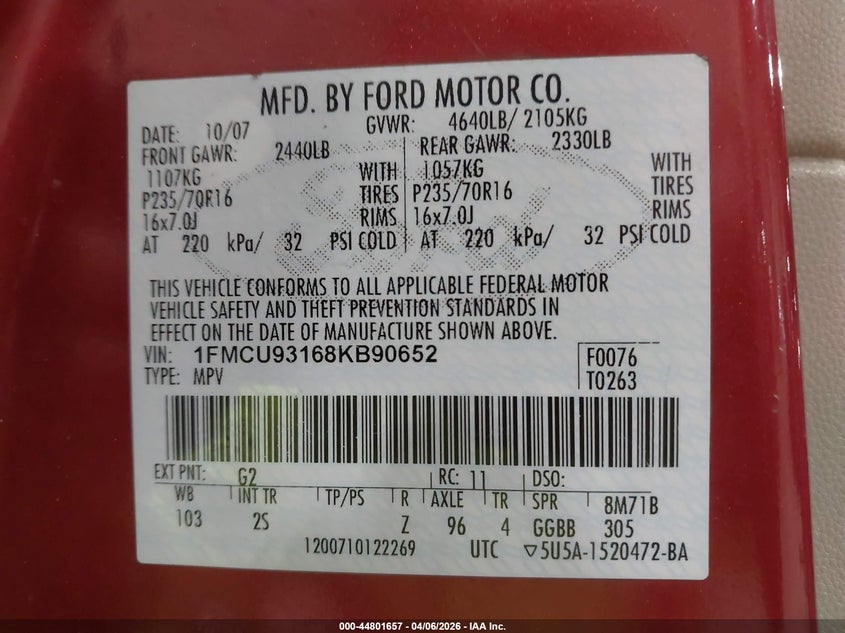 MFD. BY FORD MOTOR CO.
DATE: 10/07 GVWR: 4640LB/ 2105KG
FRONT GAWR: 2440LB REAR GAWR: 2330LB
1107KG WITH 1057KG WITH
P235/70R16 TIRES P235/70R16 TIRES
16x7.0J RIMS 16x7.0J RIMS
AT 220 kPa/ 32 PSI COLD AT 220 kPa/ 32 PSI COLD
THIS VEHICLE CONFORMS TO ALL APPLICABLE FEDERAL MOTOR
VEHICLE SAFETY AND THEFT PREVENTION STANDARDS IN
EFFECT ON THE DATE OF MANUFACTURE SHOWN ABOVE.
VIN: 1FMCU93168KB90652 F0076
TYPE: MPV T0263
EXT PNT: G2 RC: 11 DSO:
WB INT TR TP/PS R AXLE TR SPR 8M71B
103 2S Z 96 4 GGBB 305
1200710122269 UTC ▽5U5A-1520472-BA
000-44801657 - 04/06/2026 - IAA Inc.